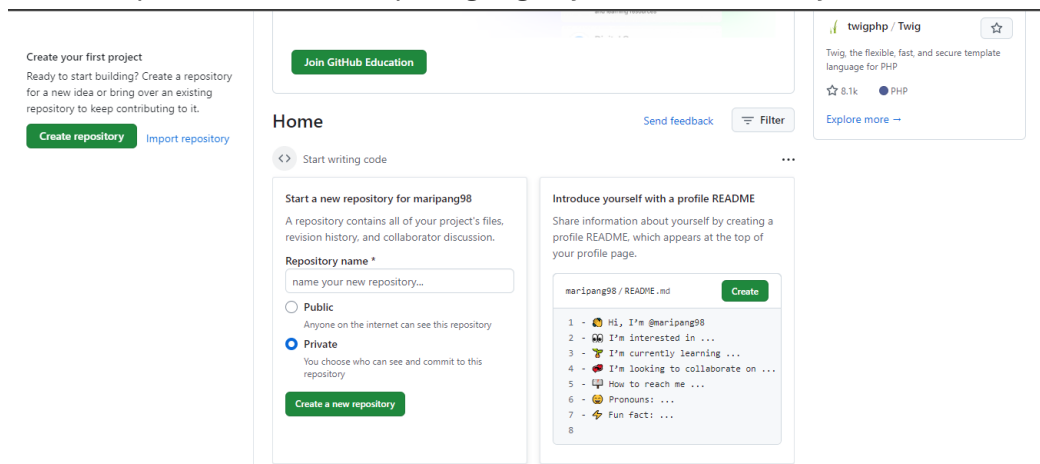 Create your first project
Ready to start building? Create a repository
for a new idea or bring over an existing
repository to keep contributing to it.
Create repository
Import repository
and learning resources
Join GitHub Education
Home
Send feedback
Filter
<> Start writing code
...
Start a new repository for maripang98
A repository contains all of your project's files,
revision history, and collaborator discussion.
Repository name *
name your new repository...
Public
Anyone on the internet can see this repository
Private
You choose who can see and commit to this
repository
Create a new repository
Introduce yourself with a profile README
Share information about yourself by creating a
profile README, which appears at the top of
your profile page.
maripang98/README.md
Create
1 - 👋 Hi, I'm @maripang98
2 - 👀 I'm interested in ...
3 - 🌱 I'm currently learning ...
4 - 💞️ I'm looking to collaborate on ...
5 - 📫 How to reach me ...
6 - 😄 Pronouns: ...
7 - ⚡ Fun fact: ...
8
twigphp / Twig
Twig, the flexible, fast, and secure template
language for PHP
8.1k
PHP
Explore more →